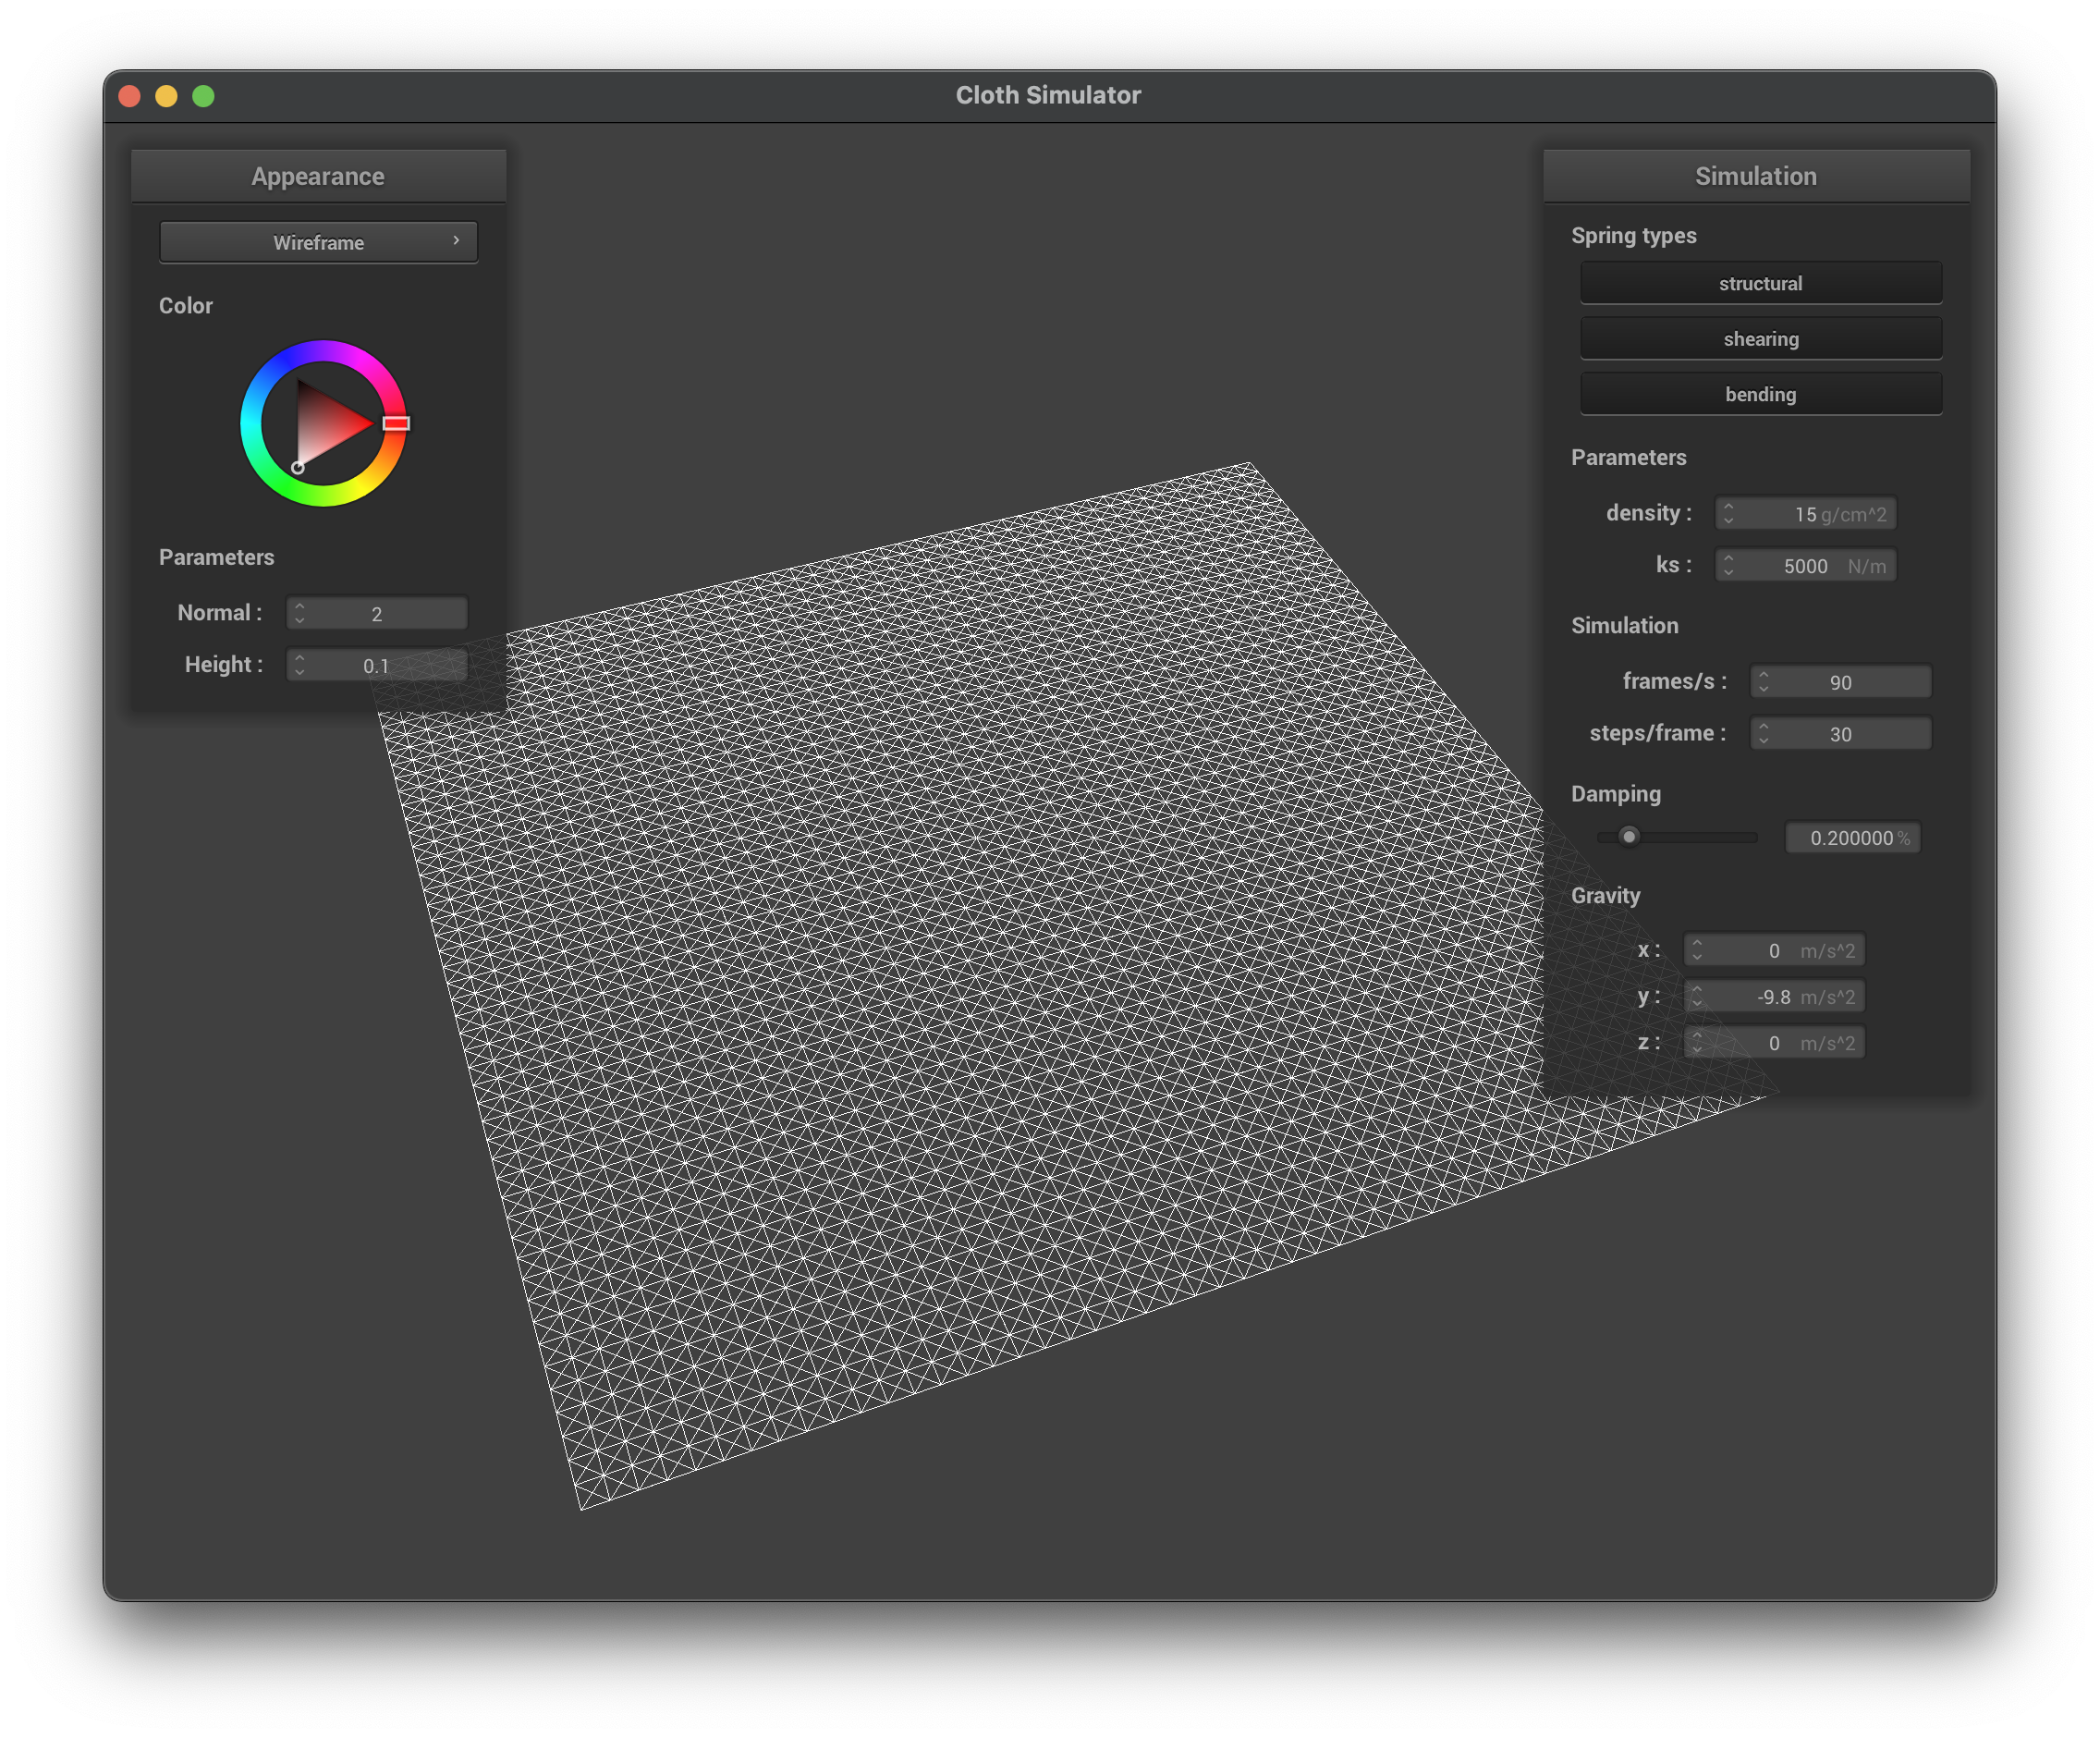 Cloth Simulator
Appearance
Wireframe
Color
Parameters
Normal : 2
Height : 0.1
Simulation
Spring types
structural
shearing
bending
Parameters
density : 15 g/cm^2
ks : 5000 N/m
Simulation
frames/s : 90
steps/frame : 30
Damping
0.200000 %
Gravity
x : 0 m/s^2
y : -9.8 m/s^2
z : 0 m/s^2